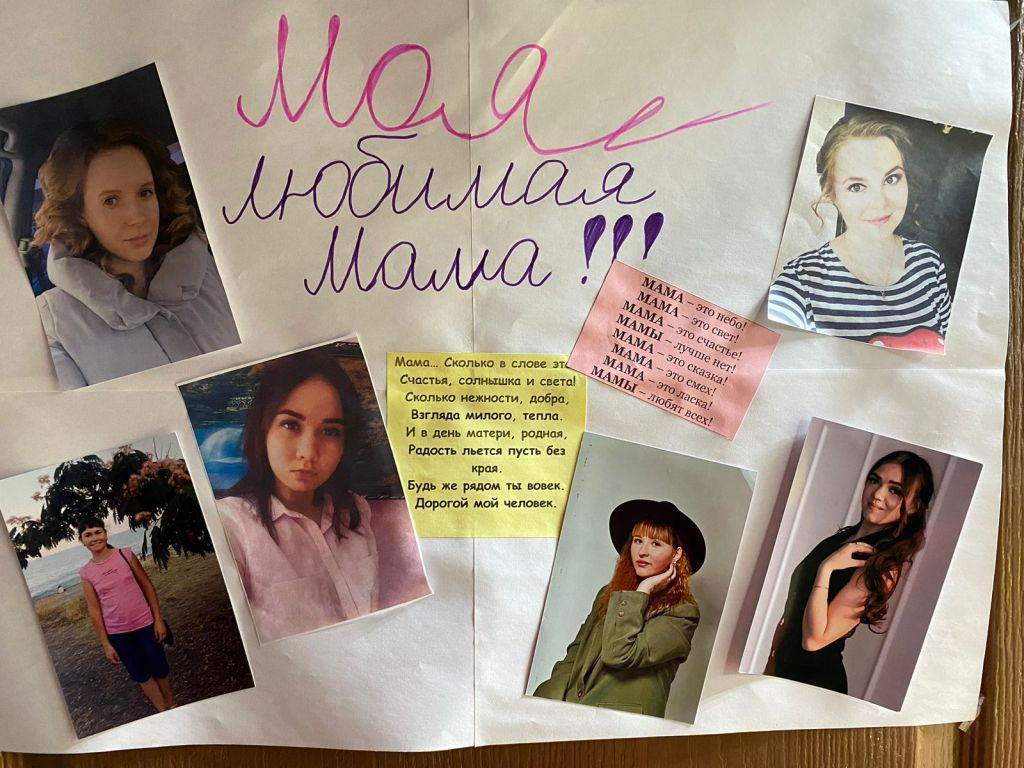 Моя
любимая
Мама!!!
МАМА – это небо!
МАМА – это свет!
МАМА – это счастье!
МАМЫ – лучше нет!
МАМА – это сказка!
МАМА – это смех!
МАМА – это ласка!
МАМЫ – любят всех!
Мама... Сколько в слове
Счастья, солнышка и света!
Сколько нежности, добра,
Взгляда милого, тепла.
И в день матери, родная,
Радость льется пусть без
края.
Будь же рядом ты вовек.
Дорогой мой человек.